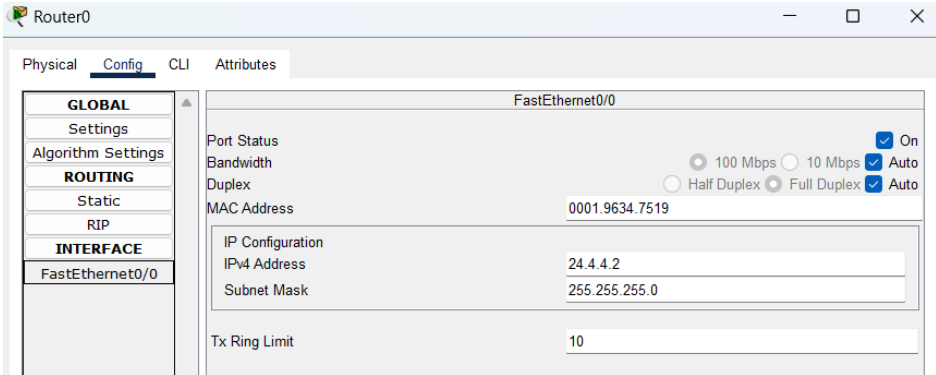 Router0
Physical Config CLI Attributes
GLOBAL
Settings
Algorithm Settings
ROUTING
Static
RIP
INTERFACE
FastEthernet0/0
FastEthernet0/0
Port Status On
Bandwidth 100 Mbps 10 Mbps Auto
Duplex Half Duplex Full Duplex Auto
MAC Address 0001.9634.7519
IP Configuration
IPv4 Address 24.4.4.2
Subnet Mask 255.255.255.0
Tx Ring Limit 10